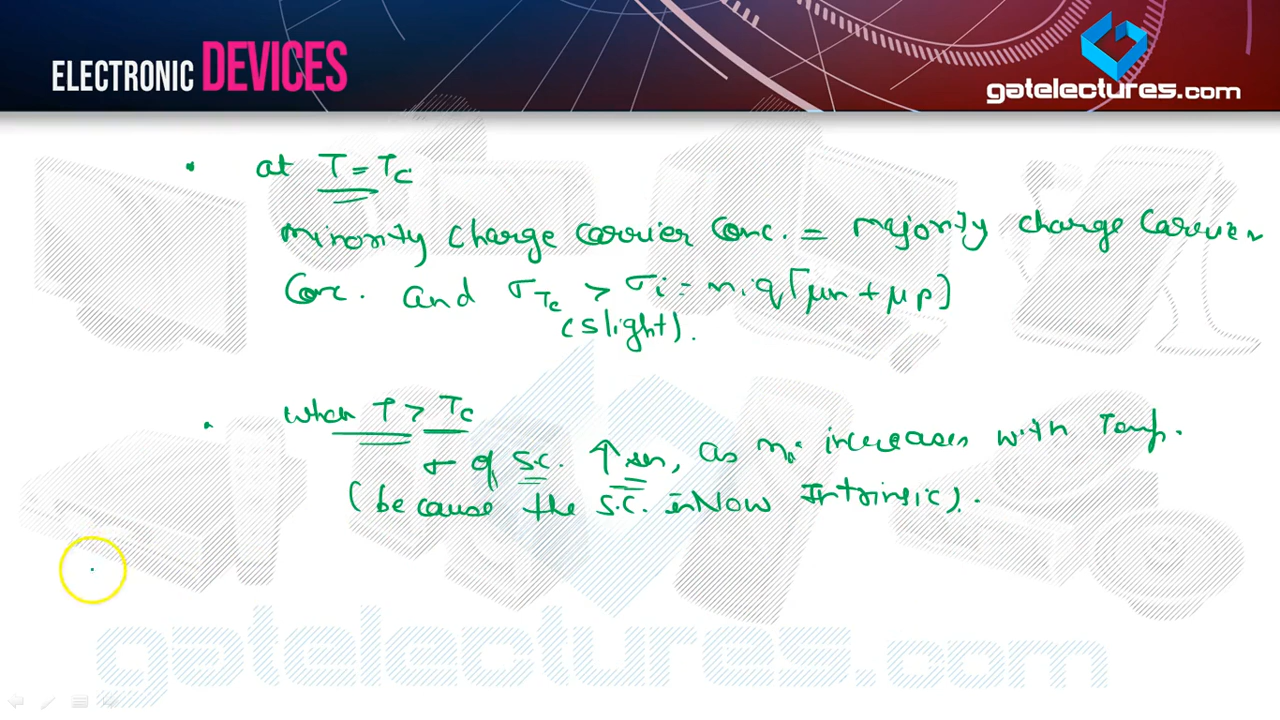 ELECTRONIC DEVICES
gatelectures.com
• at T = Tc
minority charge carrier Conc. = majority charge Carrier
Conc. and σTc > σi = niq[μn + μp]
(slight).
• when T > Tc
σ of S.C. ↑ses, as ni increases with Temp.
(because the S.C. is Now Intrinsic).
gatelectures.com